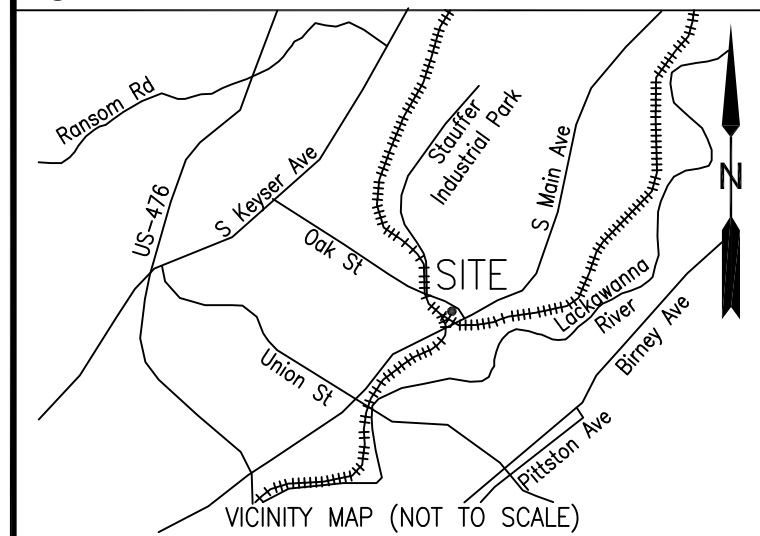 Ransom Rd
US-476
S Keyser Ave
Oak St
Stauffer
Industrial Park
S Main Ave
N
SITE
Lackawanna
River
Birney Ave
Union St
Pittston Ave
VICINITY MAP (NOT TO SCALE)